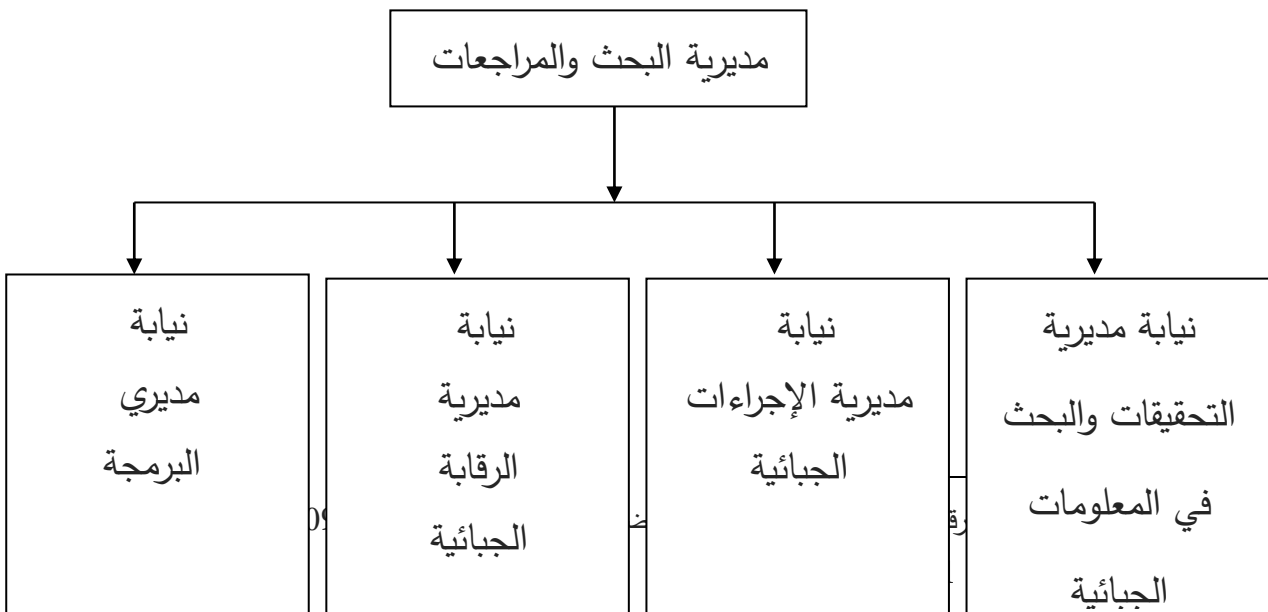 مديرية البحث والمراجعات
نيابة مديرية
التحقيقات والبحث
في المعلومات
الجبائية
نيابة
مديرية الإجراءات
الجبائية
نيابة
مديرية
الرقابة
الجبائية
نيابة
مديري
البرمجة